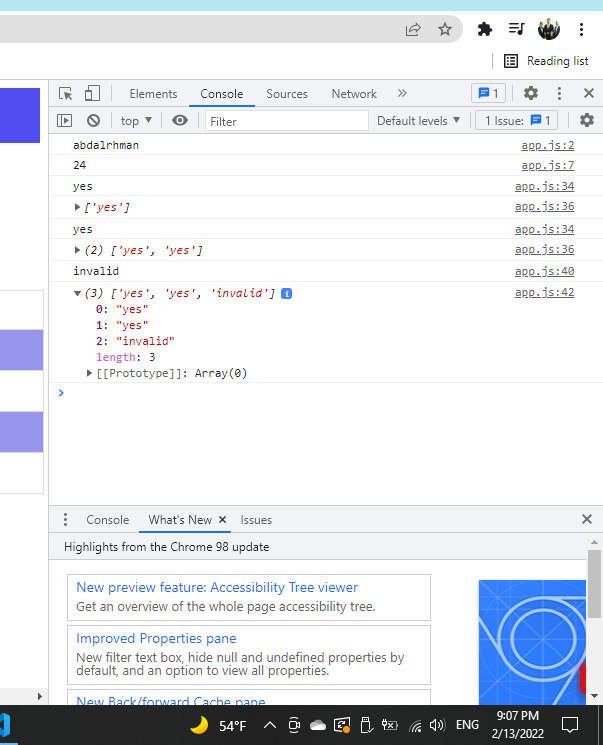 Reading list
Elements Console Sources Network » 1
top ▼ Filter Default levels ▼ 1 Issue: 1
abdalrhman app.js:2
24 app.js:7
yes app.js:34
▶ ['yes'] app.js:36
yes app.js:34
▶ (2) ['yes', 'yes'] app.js:36
invalid app.js:40
▼ (3) ['yes', 'yes', 'invalid'] i app.js:42
0: "yes"
1: "yes"
2: "invalid"
length: 3
▶ [[Prototype]]: Array(0)
Console What's New × Issues
Highlights from the Chrome 98 update
New preview feature: Accessibility Tree viewer
Get an overview of the whole page accessibility tree.
Improved Properties pane
New filter text box, hide null and undefined properties by
default, and an option to view all properties.
New Back/forward Cache pane
54°F ENG 9:07 PM
2/13/2022